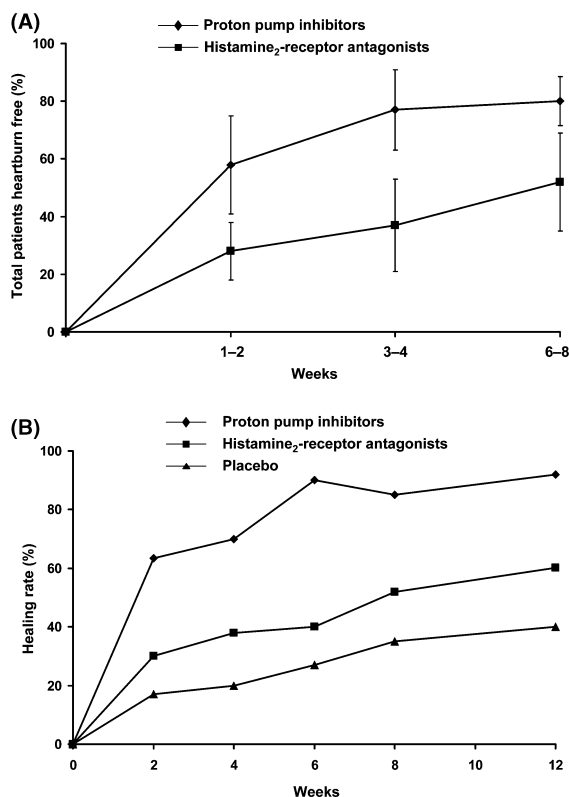 (A)
Proton pump inhibitors
Histamine₂-receptor antagonists
Total patients heartburn free (%)
100
80
60
40
20
0
1–2
3–4
6–8
Weeks
(B)
Proton pump inhibitors
Histamine₂-receptor antagonists
Placebo
Healing rate (%)
100
80
60
40
20
0
0
2
4
6
8
10
12
Weeks